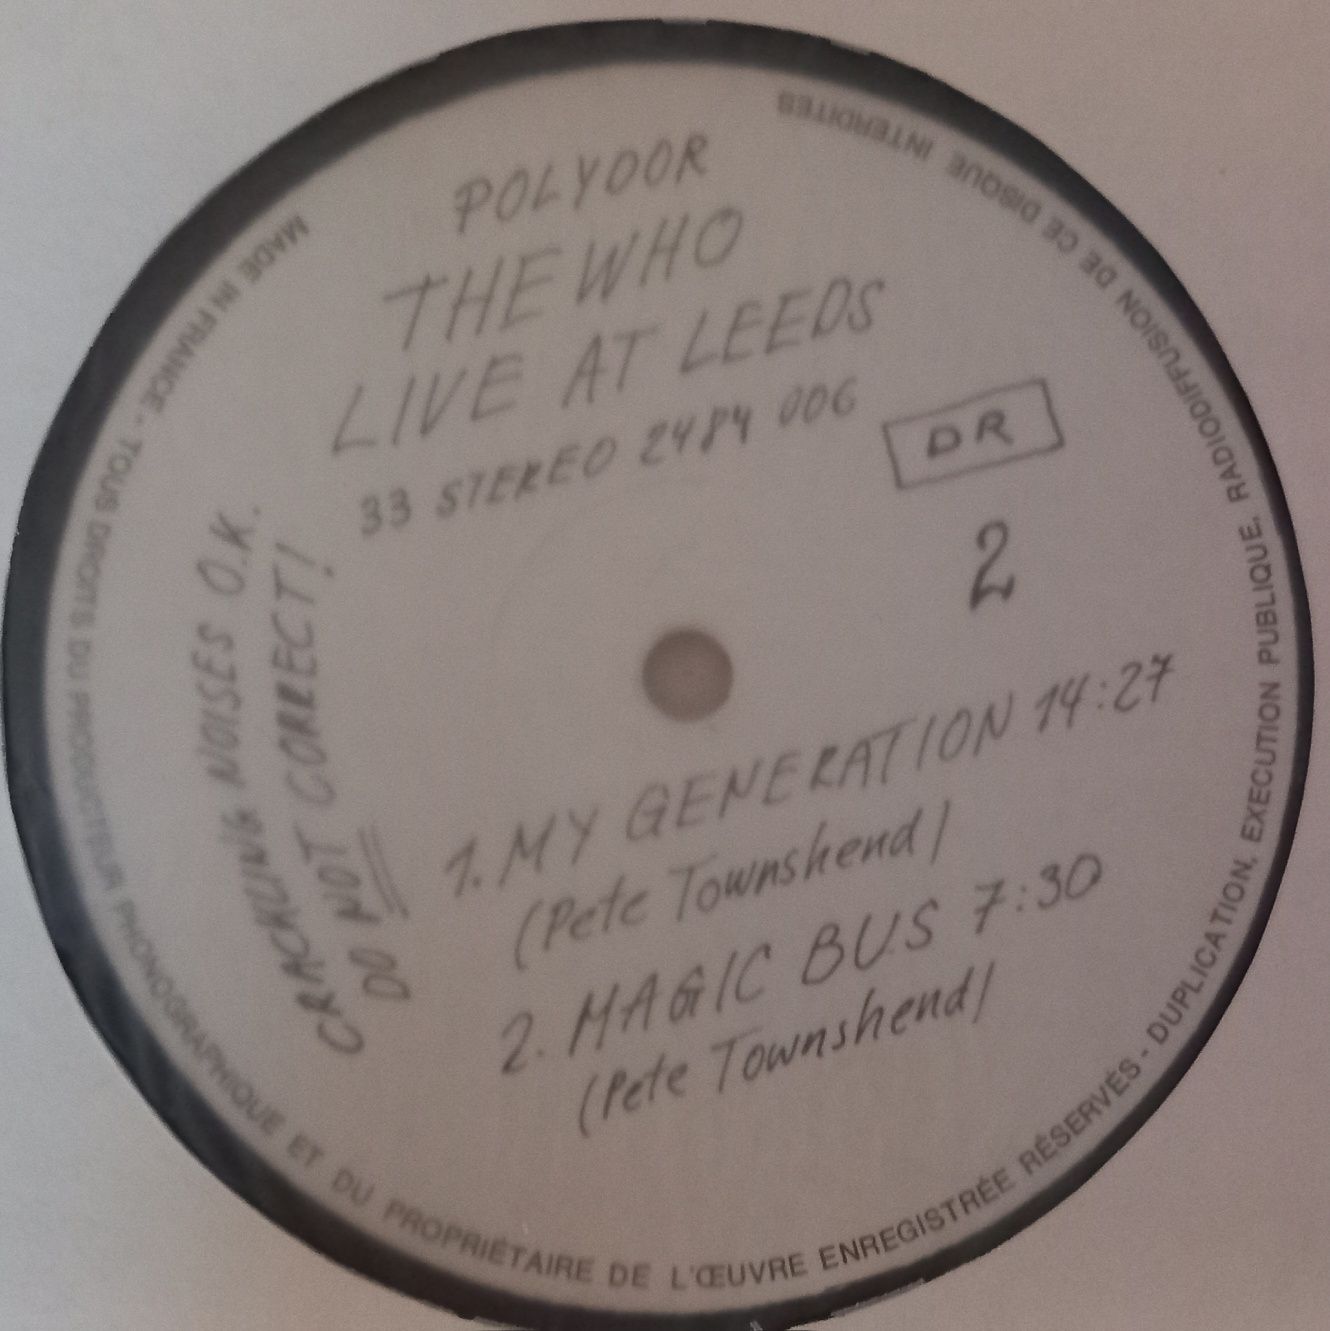 POLYDOR
THE WHO
LIVE AT LEEDS
33 STEREO 2484 006
DR
2
CRACKLING NOISES O.K.
DO NOT CORRECT!
1. MY GENERATION 14:27
(Pete Townshend)
2. MAGIC BUS 7:30
(Pete Townshend)
MADE IN FRANCE - TOUS DROITS DU PRODUCTEUR PHONOGRAPHIQUE ET DU PROPRIÉTAIRE DE L'ŒUVRE ENREGISTRÉE RÉSERVÉS - DUPLICATION, EXECUTION PUBLIQUE, RADIODIFFUSION DE CE DISQUE INTERDITES